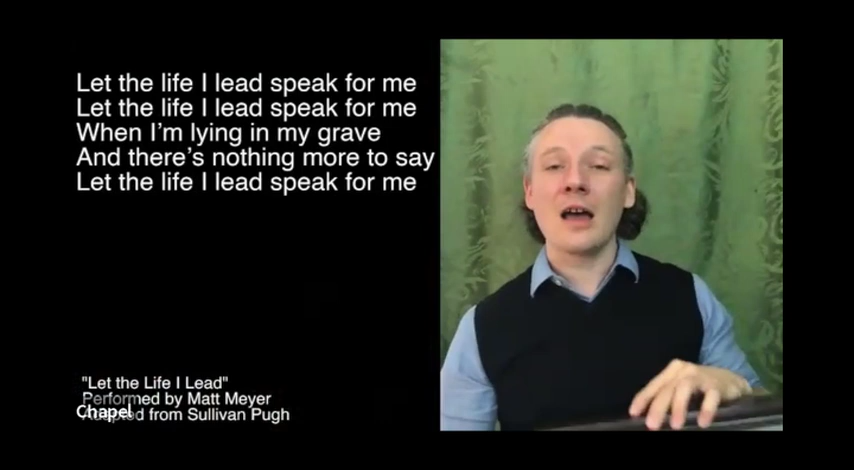 Let the life I lead speak for me
Let the life I lead speak for me
When I'm lying in my grave
And there's nothing more to say
Let the life I lead speak for me
"Let the Life I Lead"
Performed by Matt Meyer
Adapted from Sullivan Pugh
Chapel